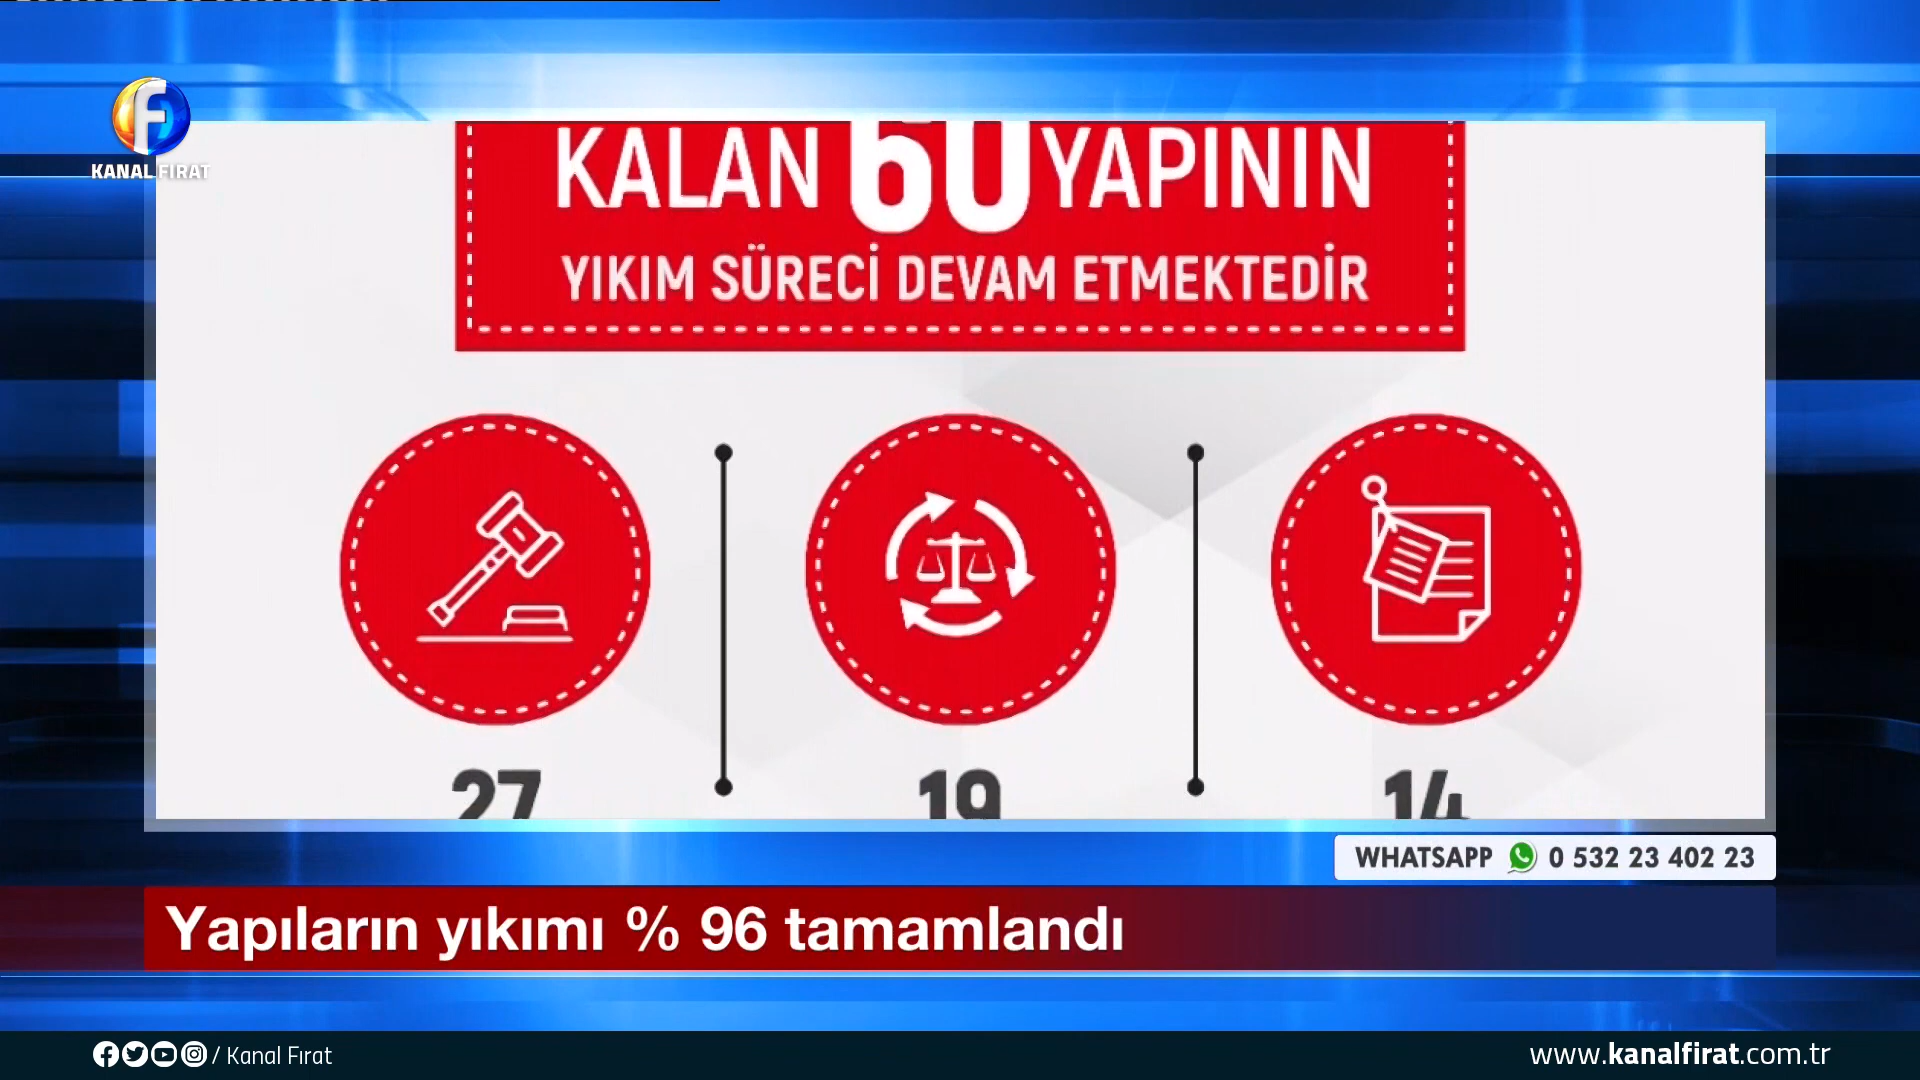 KANAL FIRAT
KALAN 60 YAPININ
YIKIM SÜRECİ DEVAM ETMEKTEDİR
27
19
14
WHATSAPP 0 532 23 402 23
Yapıların yıkımı % 96 tamamlandı
/ Kanal Fırat
www.kanalfirat.com.tr